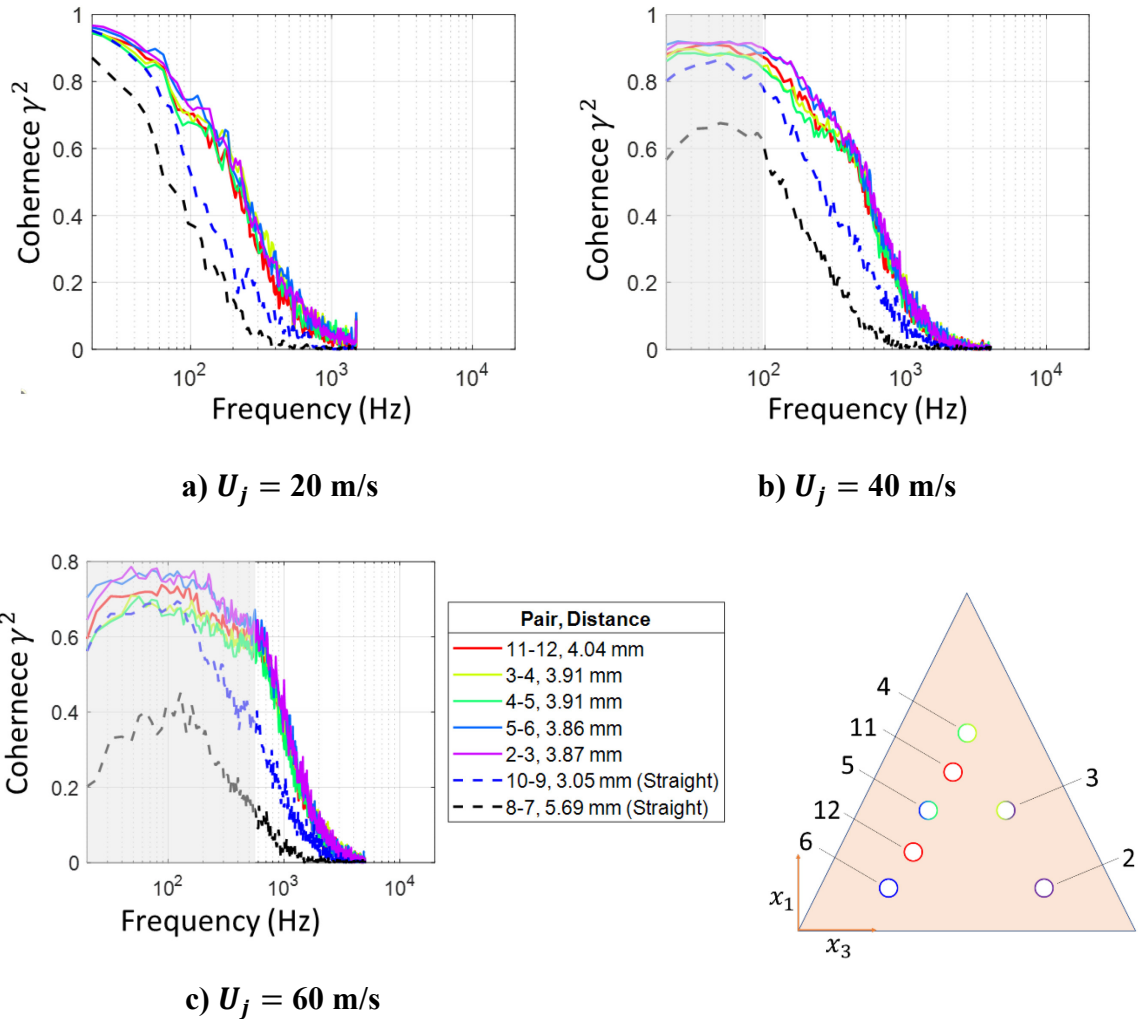 1
0.8
0.6
0.4
0.2
0
Cohernece γ²
10² 10³ 10⁴
Frequency (Hz)
a) U_j = 20 m/s
1
0.8
0.6
0.4
0.2
0
Cohernece γ²
10² 10³ 10⁴
Frequency (Hz)
b) U_j = 40 m/s
0.8
0.6
0.4
0.2
0
Cohernece γ²
10² 10³ 10⁴
Frequency (Hz)
c) U_j = 60 m/s
Pair, Distance
11-12, 4.04 mm
3-4, 3.91 mm
4-5, 3.91 mm
5-6, 3.86 mm
2-3, 3.87 mm
10-9, 3.05 mm (Straight)
8-7, 5.69 mm (Straight)
4
11
5
3
12
6
2
x₁
x₃